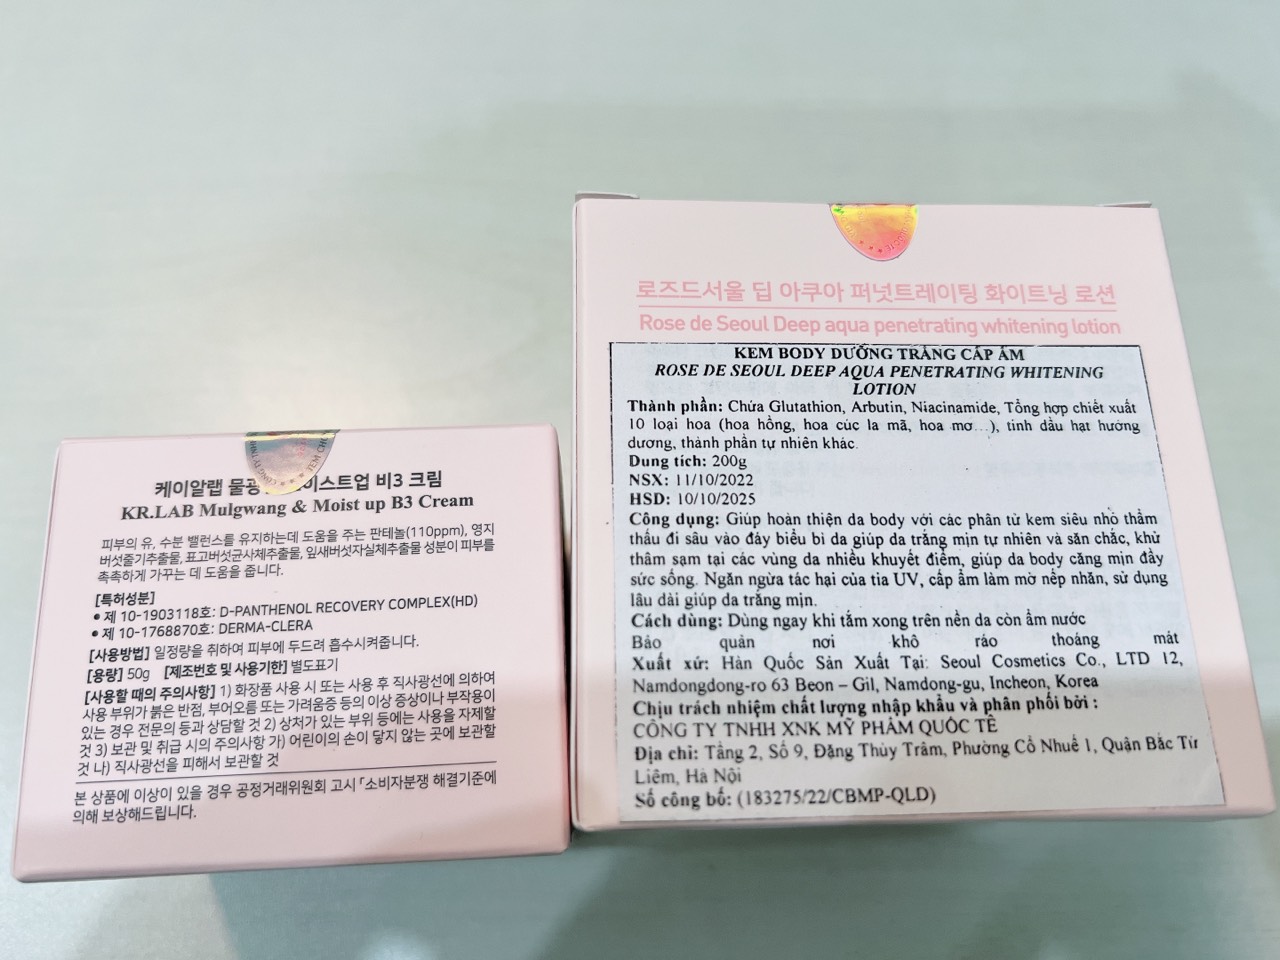 케이알랩 물광 이스트업 비3 크림
KR.LAB Mulgwang & Moist up B3 Cream
피부의 유, 수분 밸런스를 유지하는데 도움을 주는 판테놀(110ppm), 영지
버섯줄기추출물, 표고버섯균사체추출물, 잎새버섯자실체추출물 성분이 피부를
촉촉하게 가꾸는 데 도움을 줍니다.
[특허성분]
• 제 10-1903118호: D-PANTHENOL RECOVERY COMPLEX(HD)
• 제 10-1768870호: DERMA-CLERA
[사용방법] 일정량을 취하여 피부에 두드려 흡수시켜줍니다.
[용량] 50g [제조번호 및 사용기한] 별도표기
[사용할 때의 주의사항] 1) 화장품 사용 시 또는 사용 후 직사광선에 의하여
사용 부위가 붉은 반점, 부어오름 또는 가려움증 등의 이상 증상이나 부작용이
있는 경우 전문의 등과 상담할 것 2) 상처가 있는 부위 등에는 사용을 자제할
것 3) 보관 및 취급 시의 주의사항 가) 어린이의 손이 닿지 않는 곳에 보관할
것 나) 직사광선을 피해서 보관할 것
본 상품에 이상이 있을 경우 공정거래위원회 고시 「소비자분쟁 해결기준에
의해 보상해드립니다.
로즈드서울 딥 아쿠아 퍼넛트레이팅 화이트닝 로션
Rose de Seoul Deep aqua penetrating whitening lotion
KEM BODY DƯỠNG TRẮNG CẤP ẨM
ROSE DE SEOUL DEEP AQUA PENETRATING WHITENING
LOTION
Thành phần: Chứa Glutathion, Arbutin, Niacinamide, Tổng hợp chiết xuất
10 loại hoa (hoa hồng, hoa cúc la mã, hoa mơ…), tinh dầu hạt hướng
dương, thành phần tự nhiên khác.
Dung tích: 200g
NSX: 11/10/2022
HSD: 10/10/2025
Công dụng: Giúp hoàn thiện da body với các phân tử kem siêu nhỏ thẩm
thấu đi sâu vào đáy biểu bì da giúp da trắng mịn tự nhiên và săn chắc, khử
thâm sạm tại các vùng da nhiều khuyết điểm, giúp da body căng mịn đầy
sức sống. Ngăn ngừa tác hại của tia UV, cấp ẩm làm mờ nếp nhăn, sử dụng
lâu dài giúp da trắng mịn.
Cách dùng: Dùng ngay khi tắm xong trên nền da còn ẩm nước
Bảo quản nơi khô ráo thoáng mát
Xuất xứ: Hàn Quốc Sản Xuất Tại: Seoul Cosmetics Co., LTD 12,
Namdongdong-ro 63 Beon – Gil, Namdong-gu, Incheon, Korea
Chịu trách nhiệm chất lượng nhập khẩu và phân phối bởi :
CÔNG TY TNHH XNK MỸ PHẨM QUỐC TẾ
Địa chỉ: Tầng 2, Số 9, Đặng Thùy Trâm, Phường Cổ Nhuế 1, Quận Bắc Từ
Liêm, Hà Nội
Số công bố: (183275/22/CBMP-QLD)